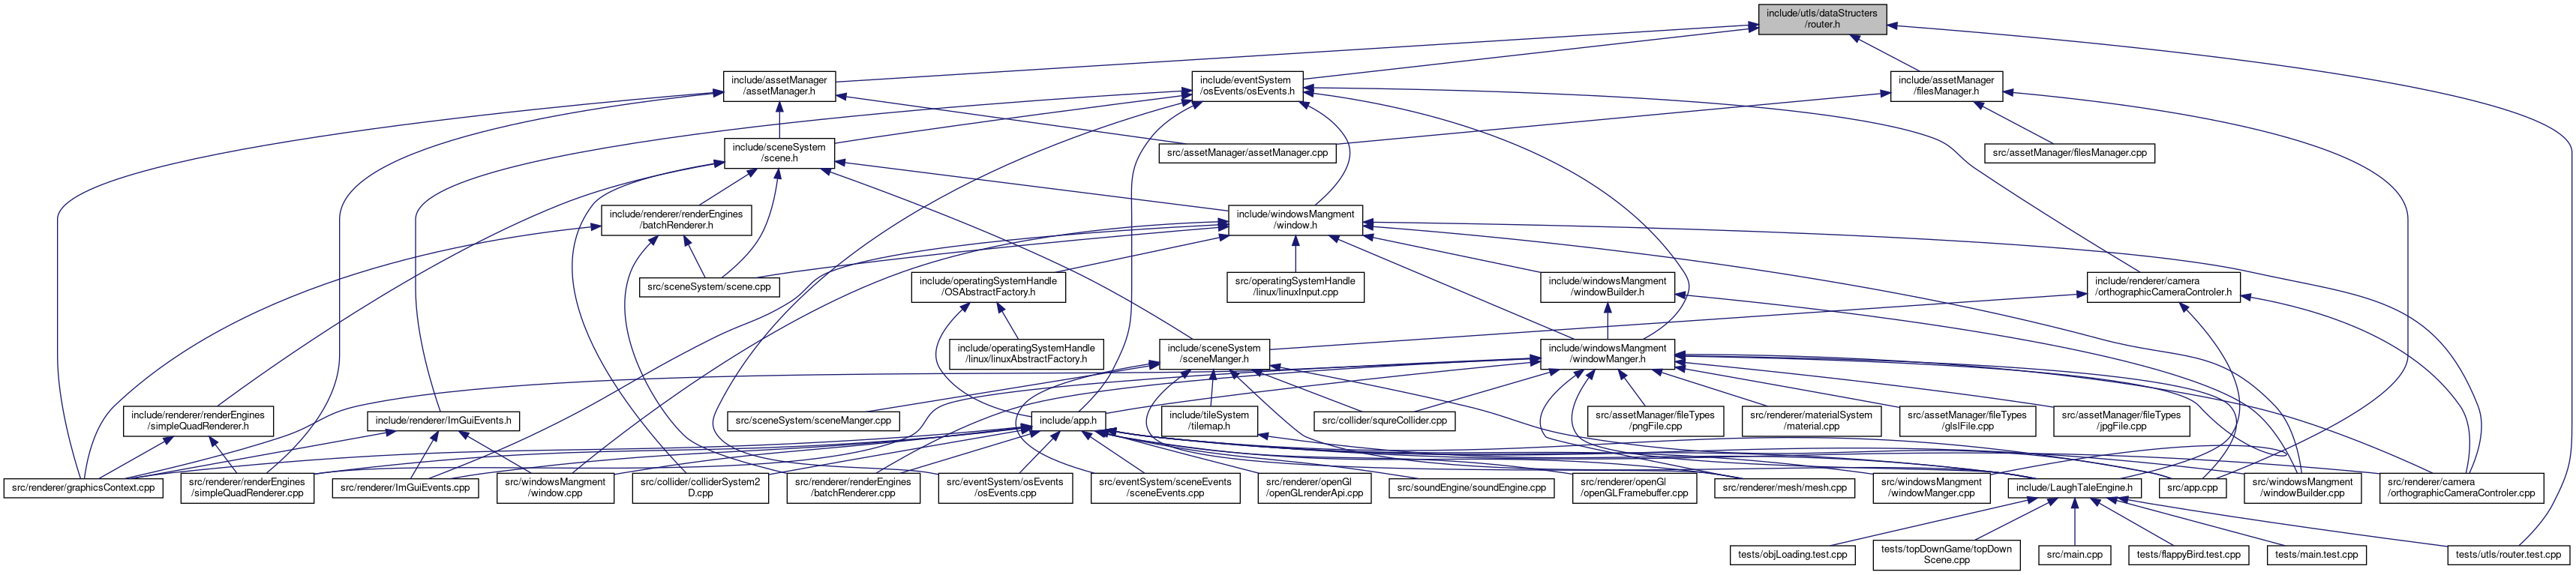 include/utls/dataStructers
/router.h
include/assetManager
/assetManager.h
include/eventSystem
/osEvents/osEvents.h
include/assetManager
/filesManager.h
include/sceneSystem
/scene.h
src/assetManager/assetManager.cpp
src/assetManager/filesManager.cpp
include/renderer/renderEngines
/batchRenderer.h
include/windowsMangment
/window.h
src/sceneSystem/scene.cpp
include/operatingSystemHandle
/OSAbstractFactory.h
src/operatingSystemHandle
/linux/linuxInput.cpp
include/windowsMangment
/windowBuilder.h
include/renderer/camera
/orthographicCameraControler.h
include/operatingSystemHandle
/linux/linuxAbstractFactory.h
include/sceneSystem
/sceneManger.h
include/windowsMangment
/windowManger.h
include/renderer/renderEngines
/simpleQuadRenderer.h
include/renderer/ImGuiEvents.h
src/sceneSystem/sceneManger.cpp
include/app.h
include/tileSystem
/tilemap.h
src/collider/squreCollider.cpp
src/assetManager/fileTypes
/pngFile.cpp
src/renderer/materialSystem
/material.cpp
src/assetManager/fileTypes
/glslFile.cpp
src/assetManager/fileTypes
/jpgFile.cpp
src/renderer/graphicsContext.cpp
src/renderer/renderEngines
/simpleQuadRenderer.cpp
src/renderer/ImGuiEvents.cpp
src/windowsMangment
/window.cpp
src/collider/colliderSystem2
D.cpp
src/renderer/renderEngines
/batchRenderer.cpp
src/eventSystem/osEvents
/osEvents.cpp
src/eventSystem/sceneEvents
/sceneEvents.cpp
src/renderer/openGl
/openGLrenderApi.cpp
src/soundEngine/soundEngine.cpp
src/renderer/openGl
/openGLFramebuffer.cpp
src/renderer/mesh/mesh.cpp
src/windowsMangment
/windowManger.cpp
include/LaughTaleEngine.h
src/app.cpp
src/windowsMangment
/windowBuilder.cpp
src/renderer/camera
/orthographicCameraControler.cpp
tests/objLoading.test.cpp
tests/topDownGame/topDown
Scene.cpp
src/main.cpp
tests/flappyBird.test.cpp
tests/main.test.cpp
tests/utls/router.test.cpp